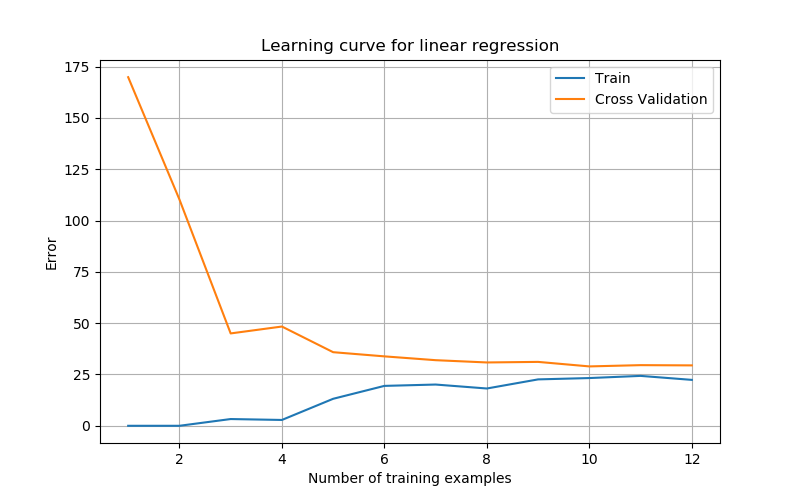 Learning curve for linear regression
Train
Cross Validation
175
150
125
100
75
50
25
0
Error
2 4 6 8 10 12
Number of training examples